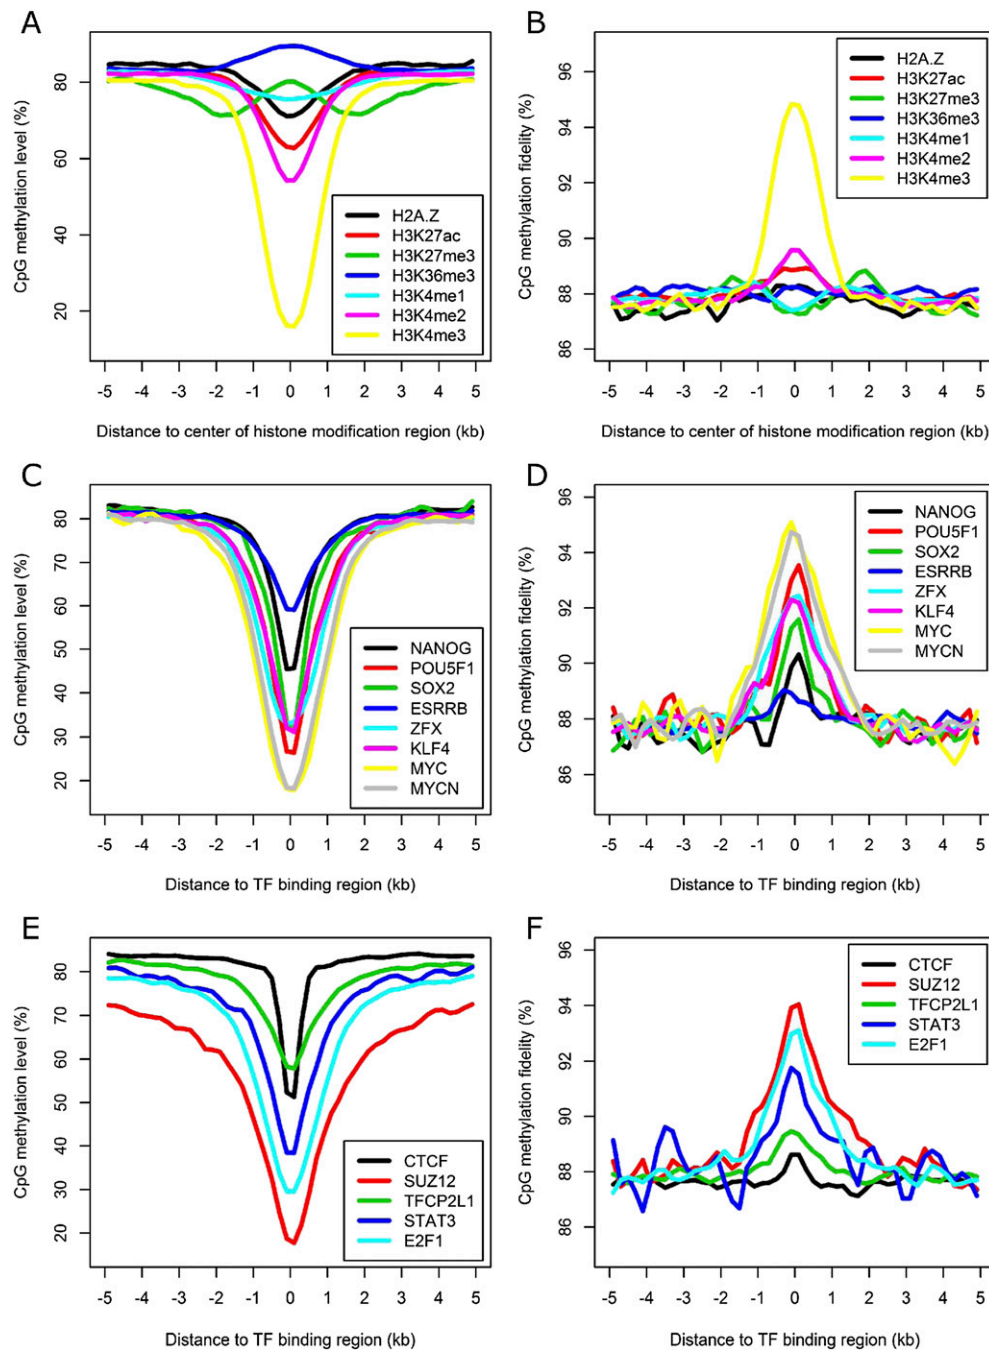 A
CpG methylation level (%)
80
60
40
20
H2A.Z
H3K27ac
H3K27me3
H3K36me3
H3K4me1
H3K4me2
H3K4me3
-5 -4 -3 -2 -1 0 1 2 3 4 5
Distance to center of histone modification region (kb)
B
CpG methylation fidelity (%)
96
94
92
90
88
86
H2A.Z
H3K27ac
H3K27me3
H3K36me3
H3K4me1
H3K4me2
H3K4me3
-5 -4 -3 -2 -1 0 1 2 3 4 5
Distance to center of histone modification region (kb)
C
CpG methylation level (%)
80
70
60
50
40
30
20
NANOG
POU5F1
SOX2
ESRRB
ZFX
KLF4
MYC
MYCN
-5 -4 -3 -2 -1 0 1 2 3 4 5
Distance to TF binding region (kb)
D
CpG methylation fidelity (%)
96
94
92
90
88
86
NANOG
POU5F1
SOX2
ESRRB
ZFX
KLF4
MYC
MYCN
-5 -4 -3 -2 -1 0 1 2 3 4 5
Distance to TF binding region (kb)
E
CpG methylation level (%)
80
70
60
50
40
30
20
CTCF
SUZ12
TFCP2L1
STAT3
E2F1
-5 -4 -3 -2 -1 0 1 2 3 4 5
Distance to TF binding region (kb)
F
CpG methylation fidelity (%)
96
94
92
90
88
86
CTCF
SUZ12
TFCP2L1
STAT3
E2F1
-5 -4 -3 -2 -1 0 1 2 3 4 5
Distance to TF binding region (kb)